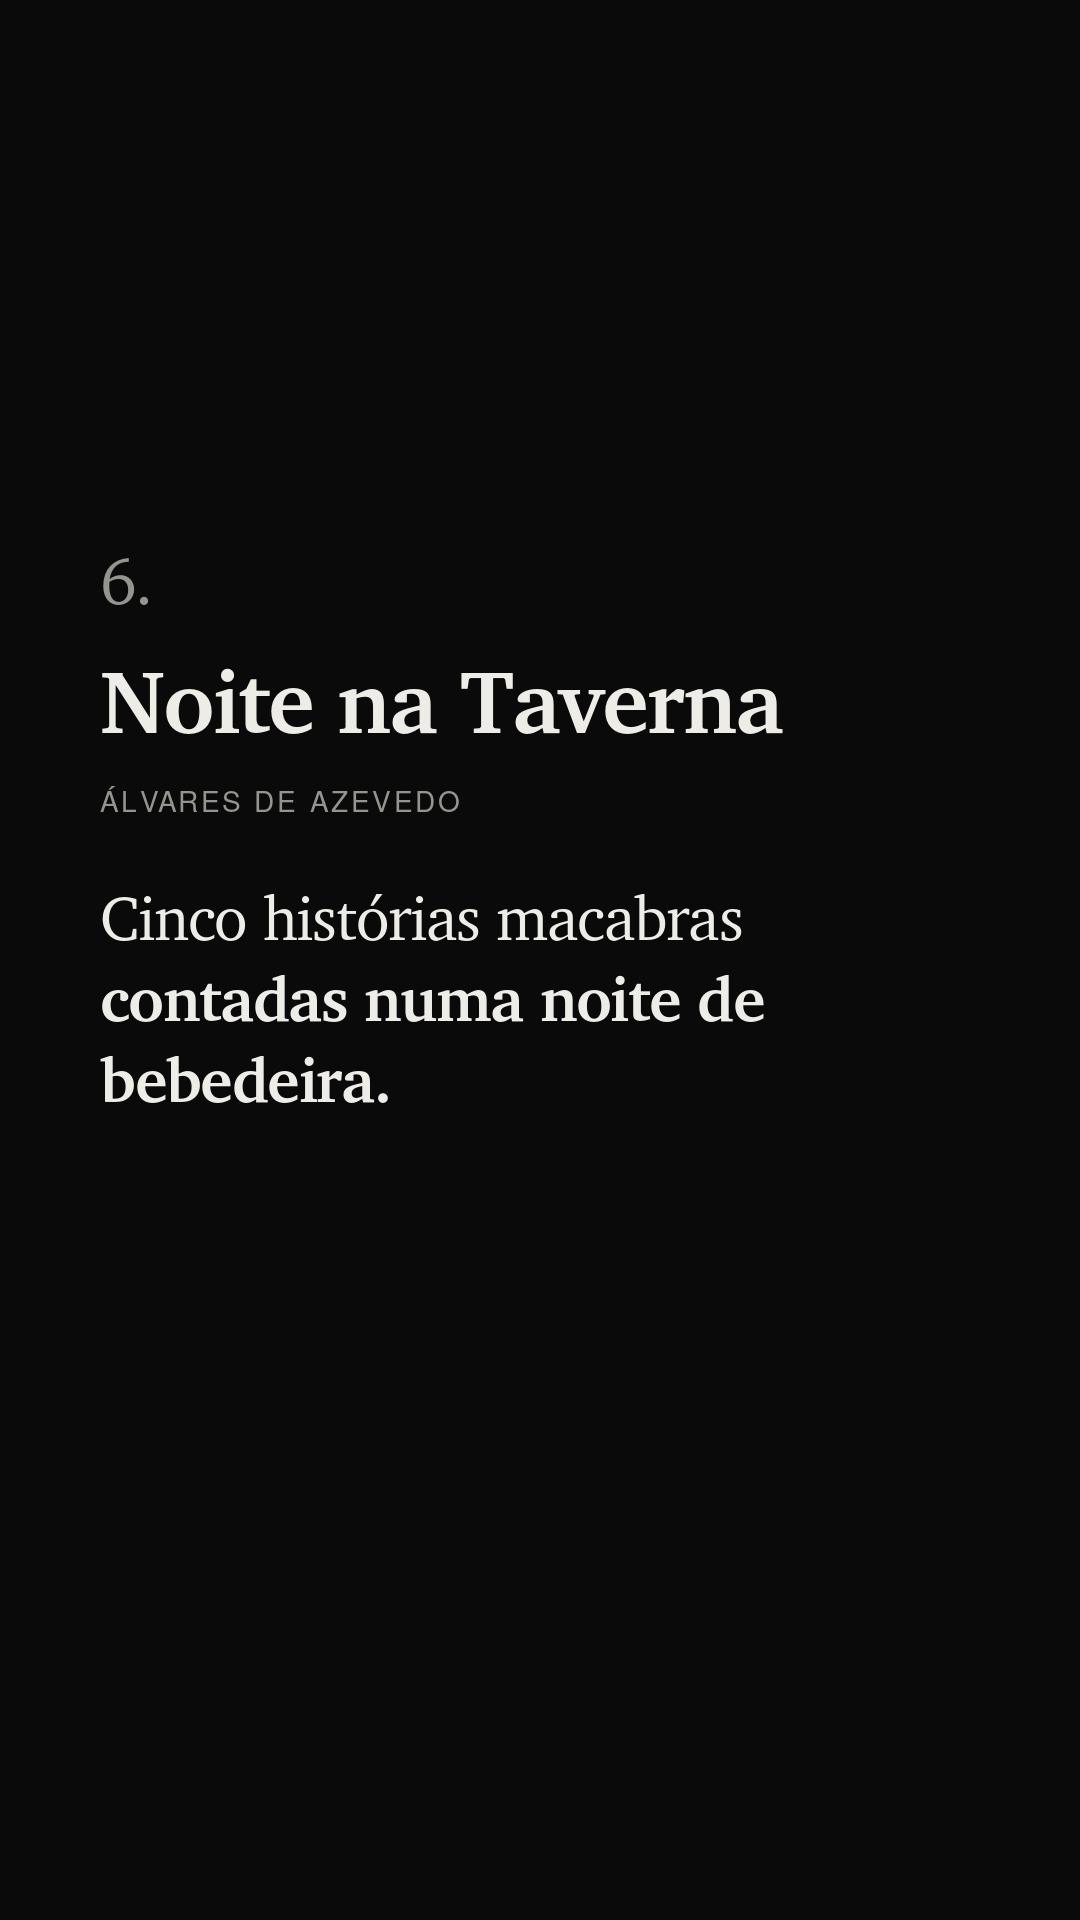 6.
Noite na Taverna
ÁLVARES DE AZEVEDO
Cinco histórias macabras
contadas numa noite de
bebedeira.